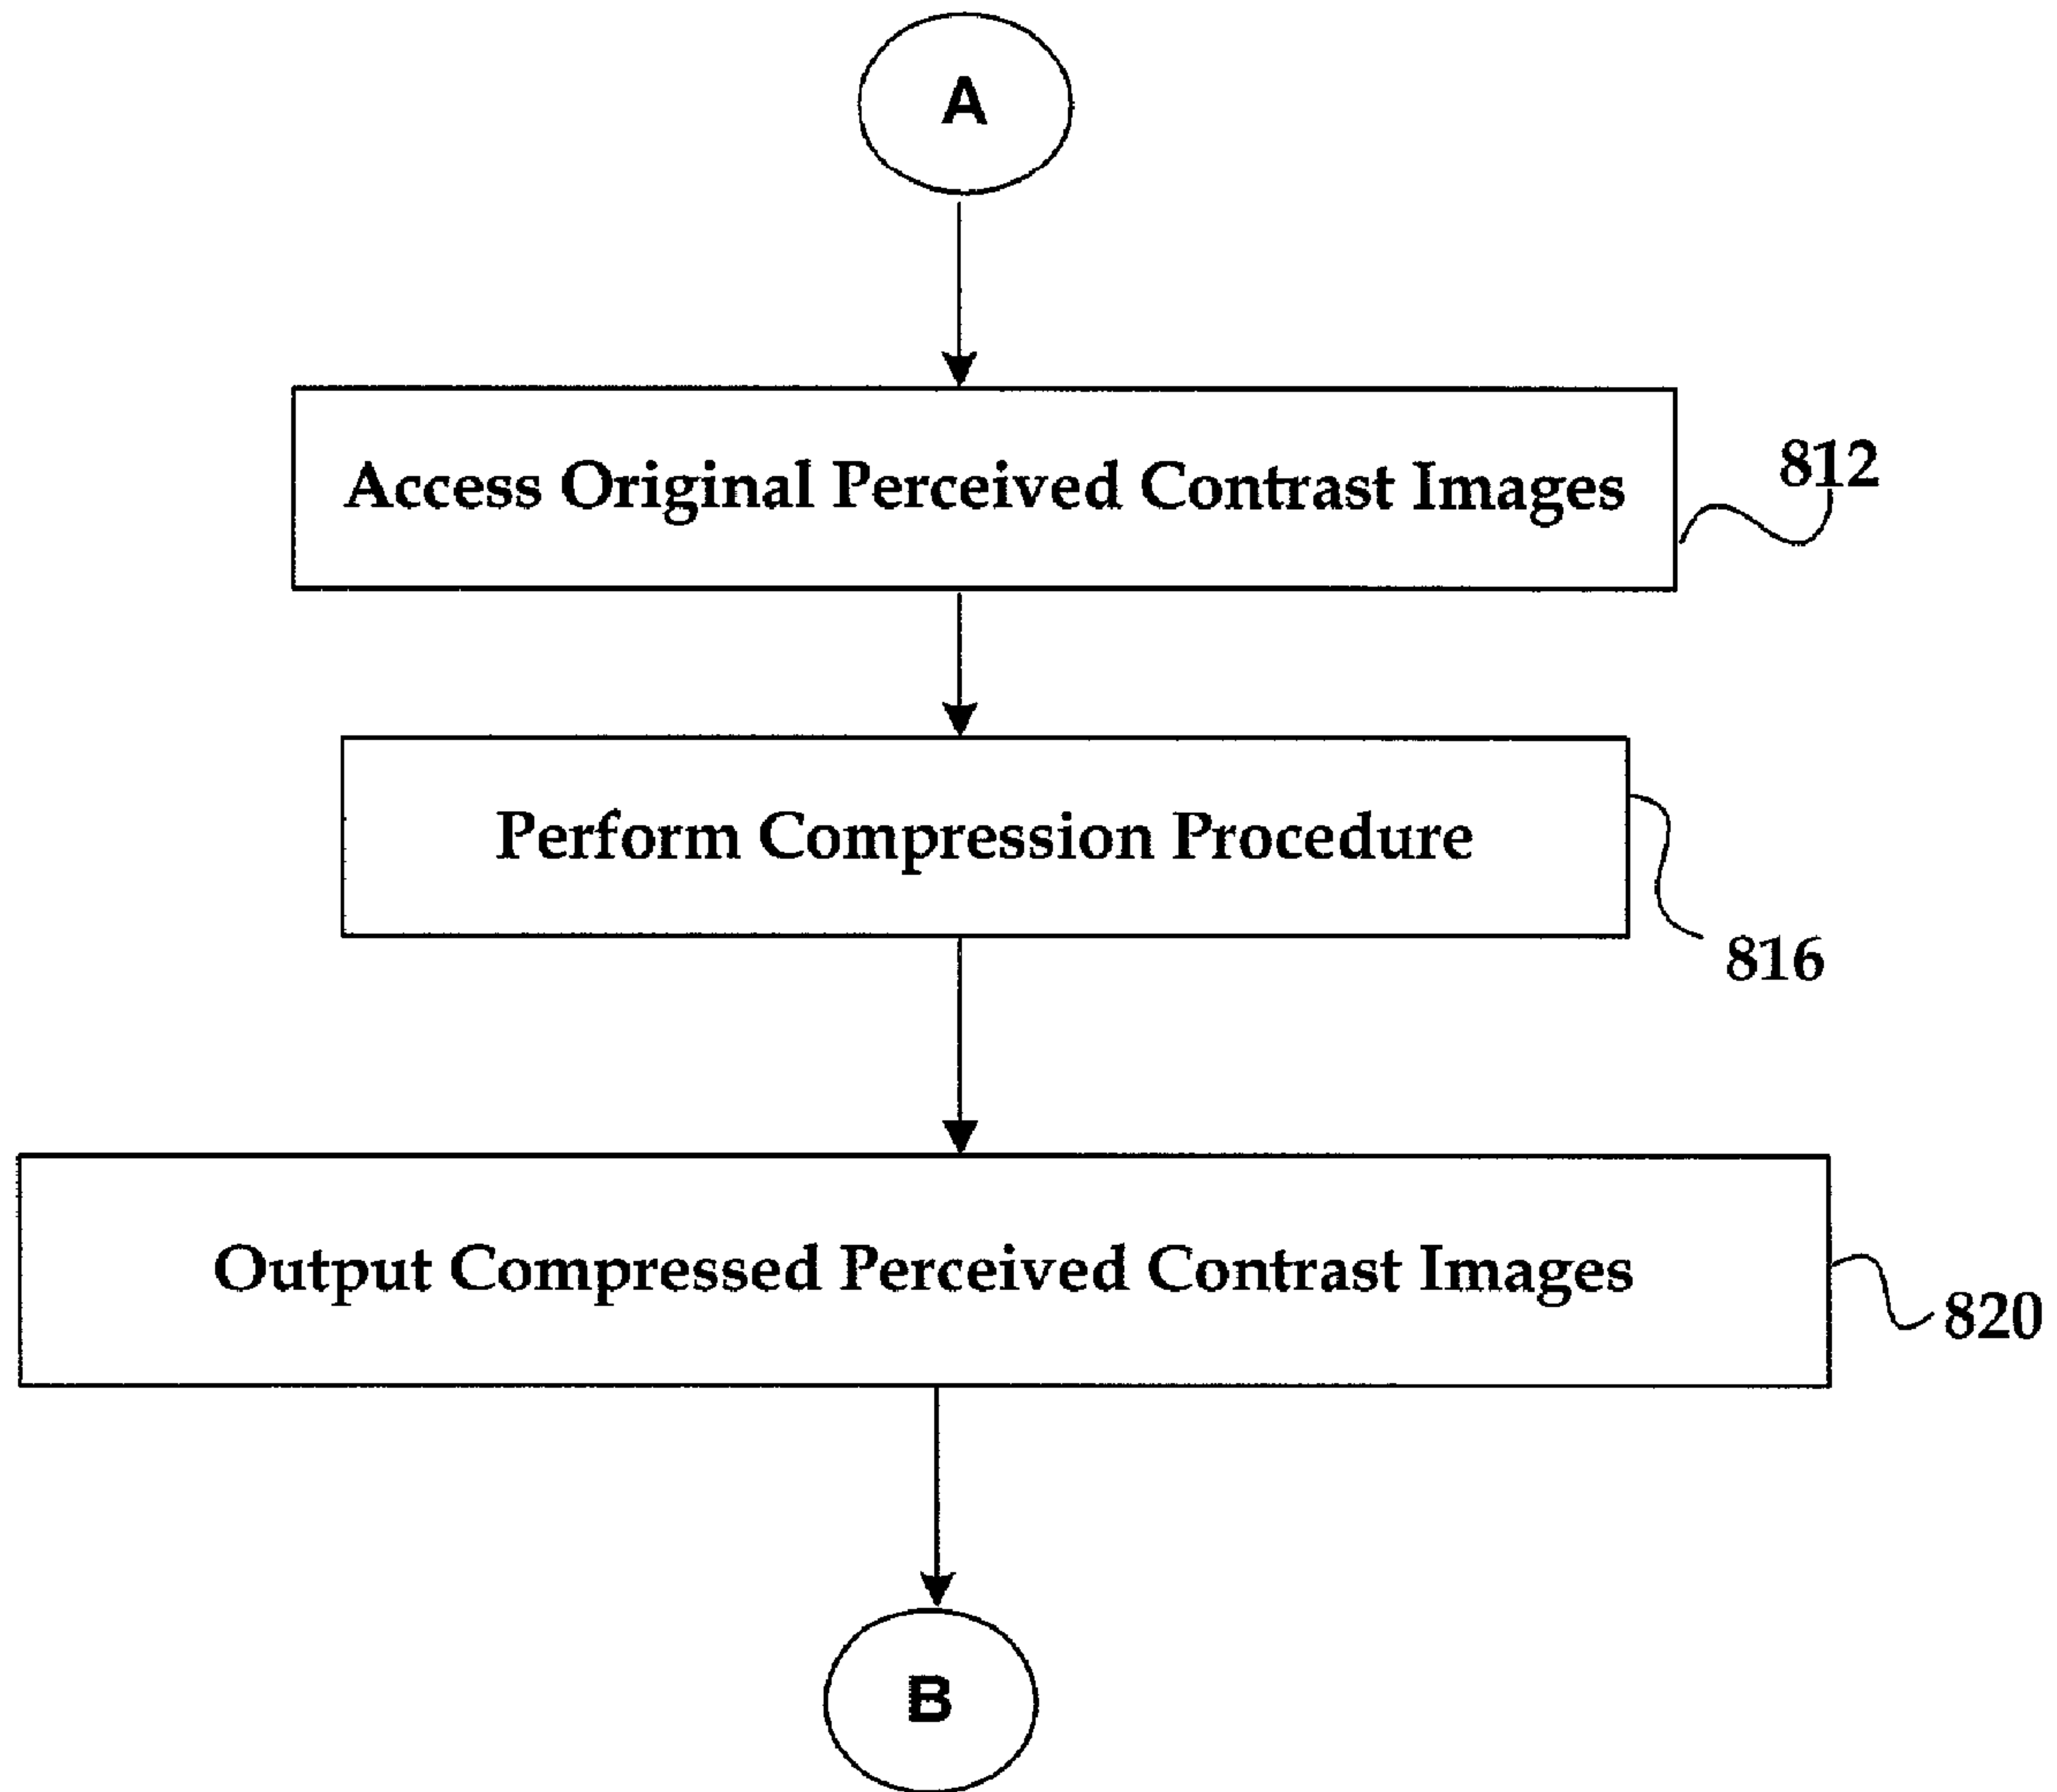 A
Access Original Perceived Contrast Images
812
Perform Compression Procedure
816
Output Compressed Perceived Contrast Images
820
B